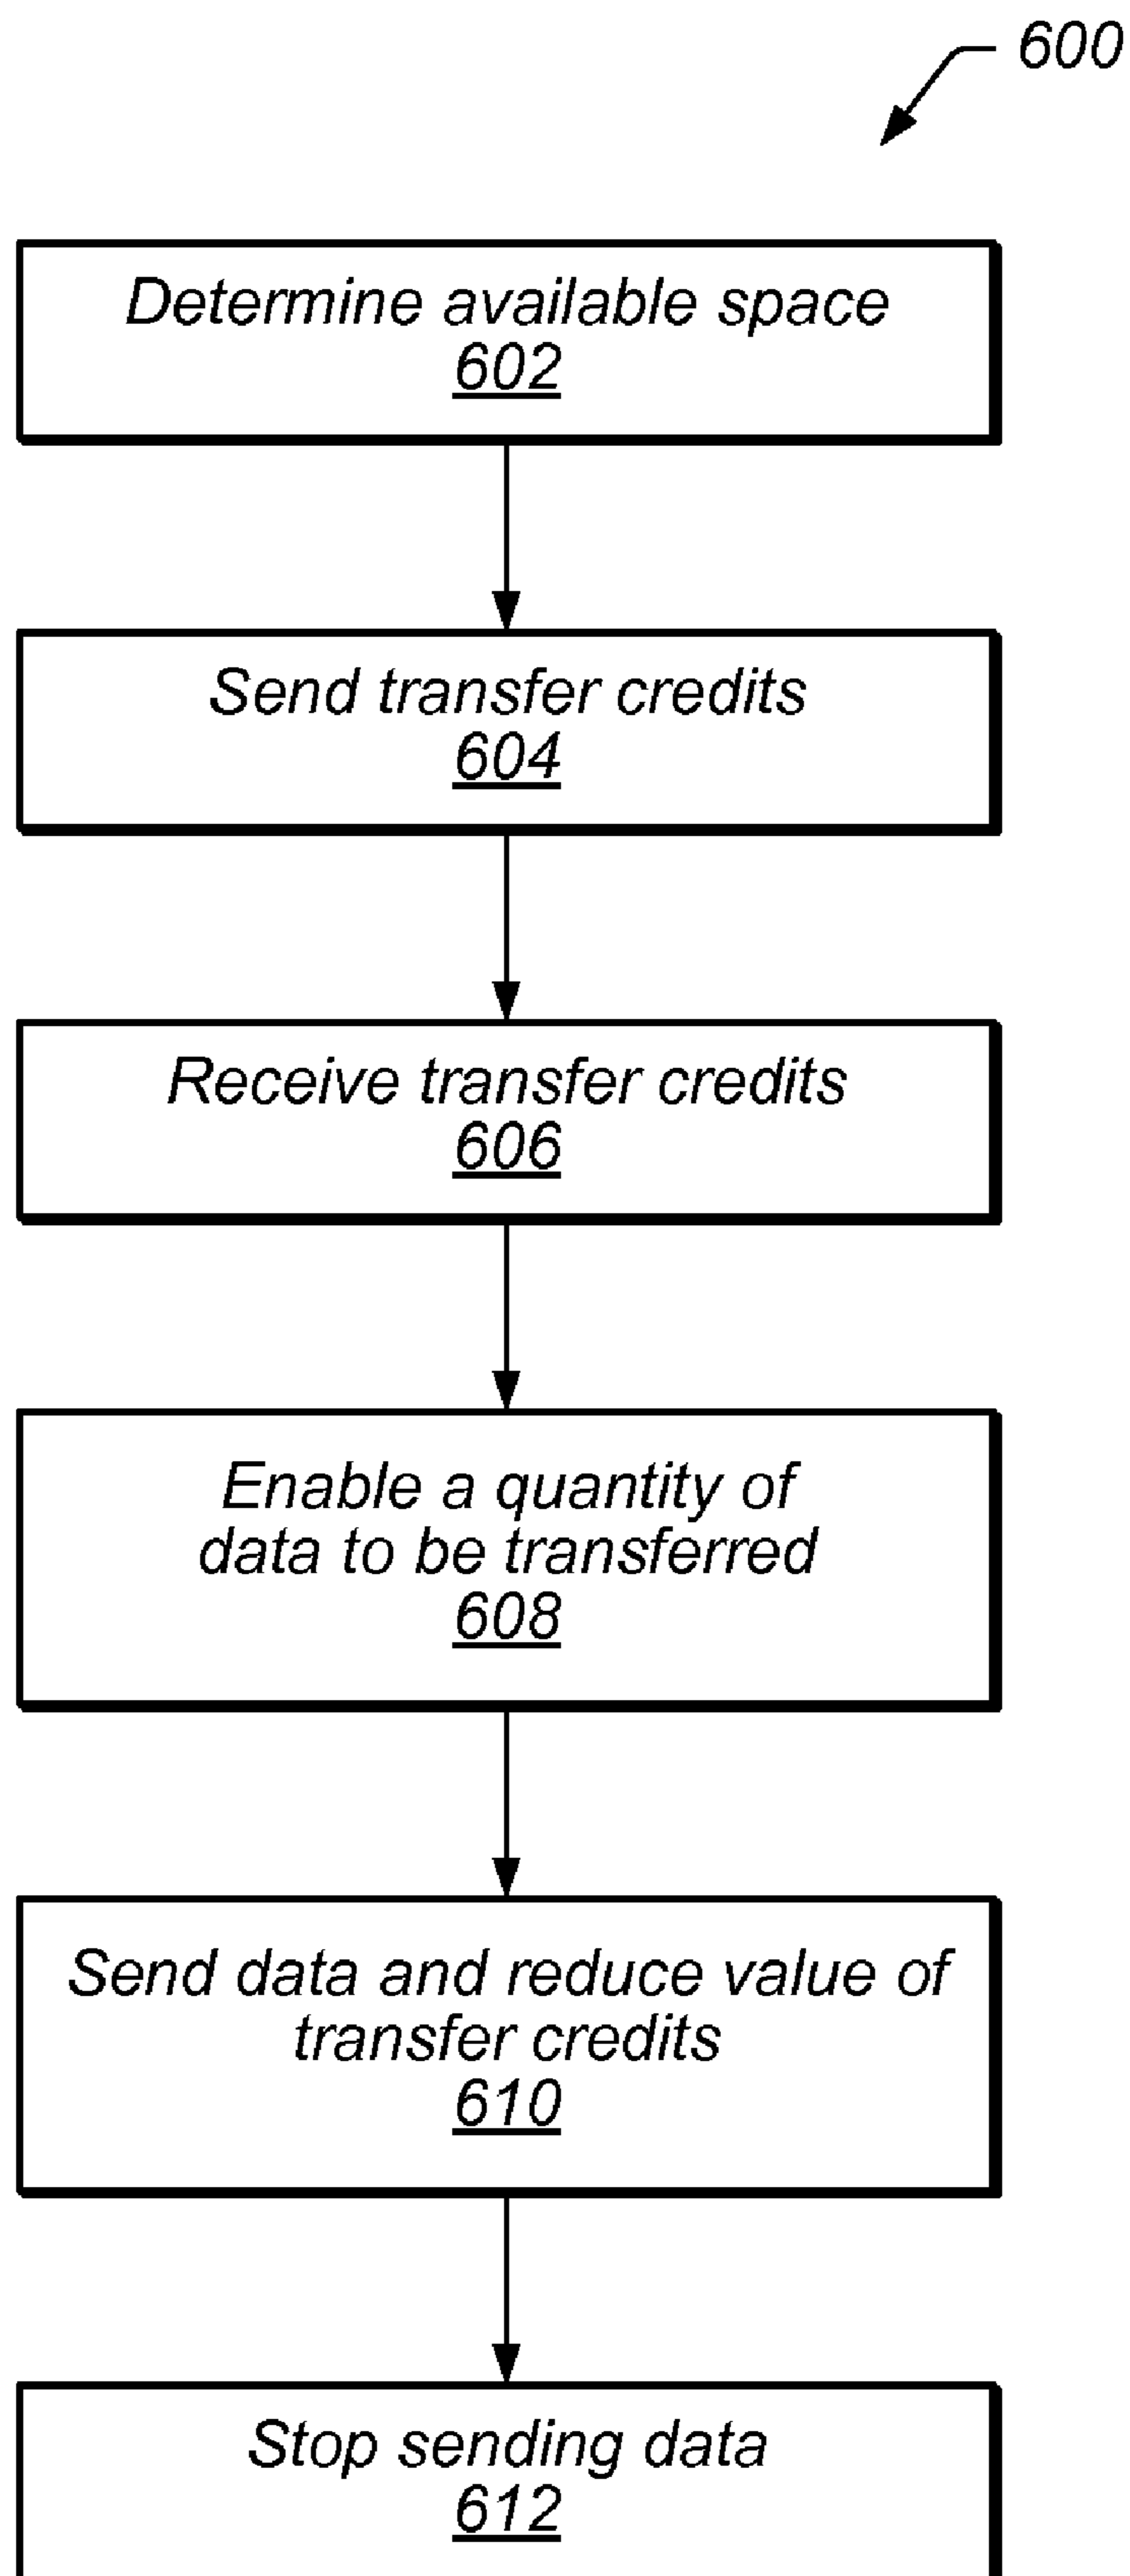 600
Determine available space
602
Send transfer credits
604
Receive transfer credits
606
Enable a quantity of
data to be transferred
608
Send data and reduce value of
transfer credits
610
Stop sending data
612